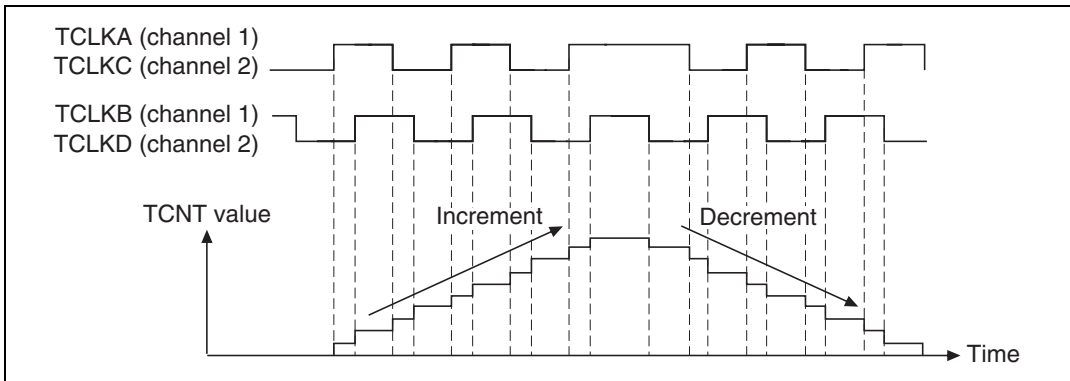 TCLKA (channel 1)
TCLKC (channel 2)
TCLKB (channel 1)
TCLKD (channel 2)
TCNT value
Increment
Decrement
Time